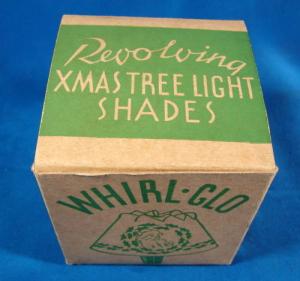 Revolving
XMAS TREE LIGHT
SHADES
WHIRL-GLO